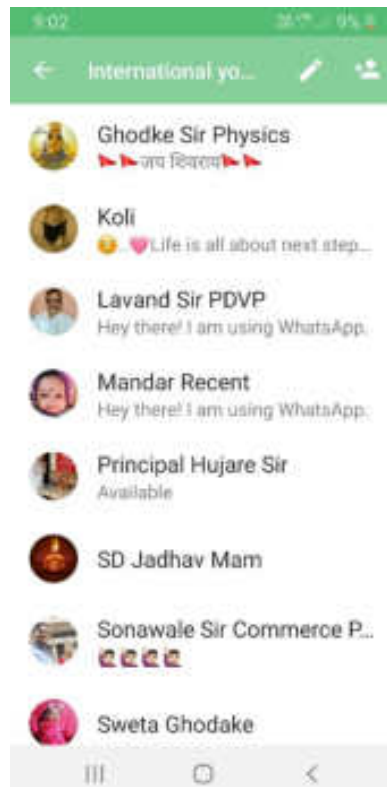 9:02
9%
International yo...
Ghodke Sir Physics
🚩🚩जय शिवराय🚩🚩
Koli
😊..💗Life is all about next step...
Lavand Sir PDVP
Hey there! I am using WhatsApp.
Mandar Recent
Hey there! I am using WhatsApp.
Principal Hujare Sir
Available
SD Jadhav Mam
Sonawale Sir Commerce P...
🙋🏻🙋🏻🙋🏻🙋🏻
Sweta Ghodake